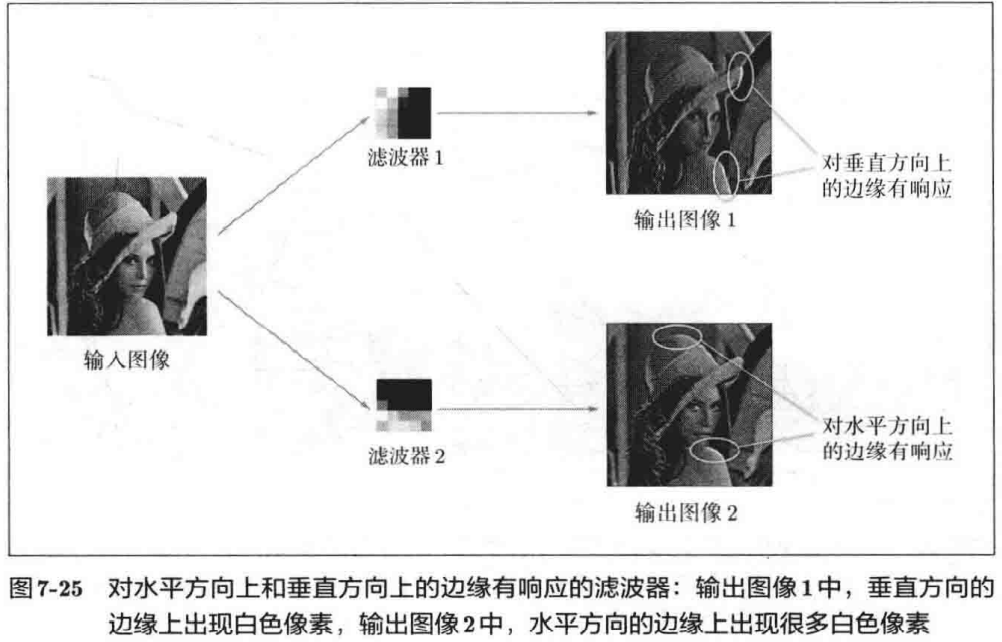 滤波器1
对垂直方向上
的边缘有响应
输出图像1
输入图像
滤波器2
对水平方向上
的边缘有响应
输出图像2
图7-25 对水平方向上和垂直方向上的边缘有响应的滤波器：输出图像1中，垂直方向的
边缘上出现白色像素，输出图像2中，水平方向的边缘上出现很多白色像素